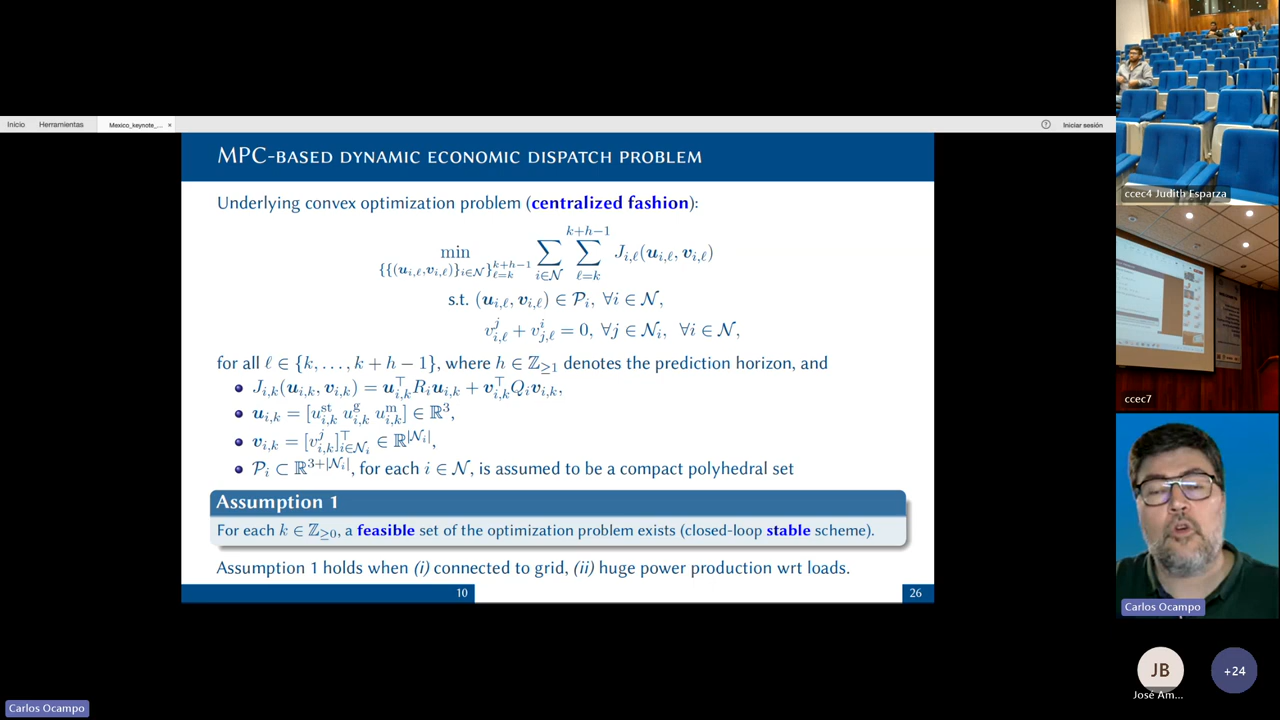 Inicio Herramientas Mexico_keynote_... × ? Iniciar sesión
MPC-BASED DYNAMIC ECONOMIC DISPATCH PROBLEM
Underlying convex optimization problem (centralized fashion):
min_{\{\{(u_{i,ℓ},v_{i,ℓ})\}_{i∈N}\}_{ℓ=k}^{k+h−1}} ∑_{i∈N} ∑_{ℓ=k}^{k+h−1} J_{i,ℓ}(u_{i,ℓ}, v_{i,ℓ})
s.t. (u_{i,ℓ}, v_{i,ℓ}) ∈ P_i, ∀i ∈ N,
v^j_{i,ℓ} + v^i_{j,ℓ} = 0, ∀j ∈ N_i, ∀i ∈ N,
for all ℓ ∈ {k, . . . , k + h − 1}, where h ∈ ℤ_{≥1} denotes the prediction horizon, and
J_{i,k}(u_{i,k}, v_{i,k}) = u^⊤_{i,k} R_i u_{i,k} + v^⊤_{i,k} Q_i v_{i,k},
u_{i,k} = [u^{st}_{i,k} u^{g}_{i,k} u^{m}_{i,k}] ∈ ℝ^3,
v_{i,k} = [v^j_{i,k}]^⊤_{i∈N_i} ∈ ℝ^{|N_i|},
P_i ⊂ ℝ^{3+|N_i|}, for each i ∈ N, is assumed to be a compact polyhedral set
Assumption 1
For each k ∈ ℤ_{≥0}, a feasible set of the optimization problem exists (closed-loop stable scheme).
Assumption 1 holds when (i) connected to grid, (ii) huge power production wrt loads.
10 26
ccec4 Judith Esparza
ccec7
Carlos Ocampo
JB
José Am...
+24
Carlos Ocampo